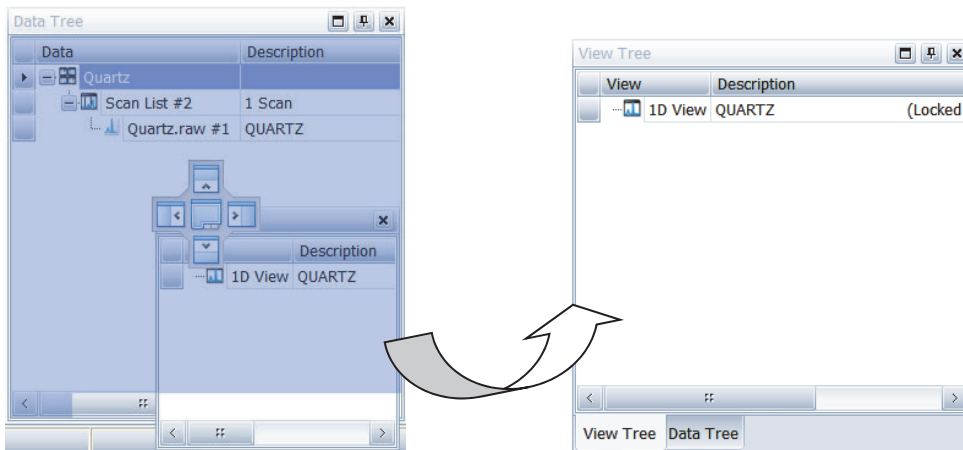 Data Tree
Data Description
Quartz
Scan List #2 1 Scan
Quartz.raw #1 QUARTZ
Description
1D View QUARTZ
View Tree
View Description
1D View QUARTZ (Locked
View Tree Data Tree